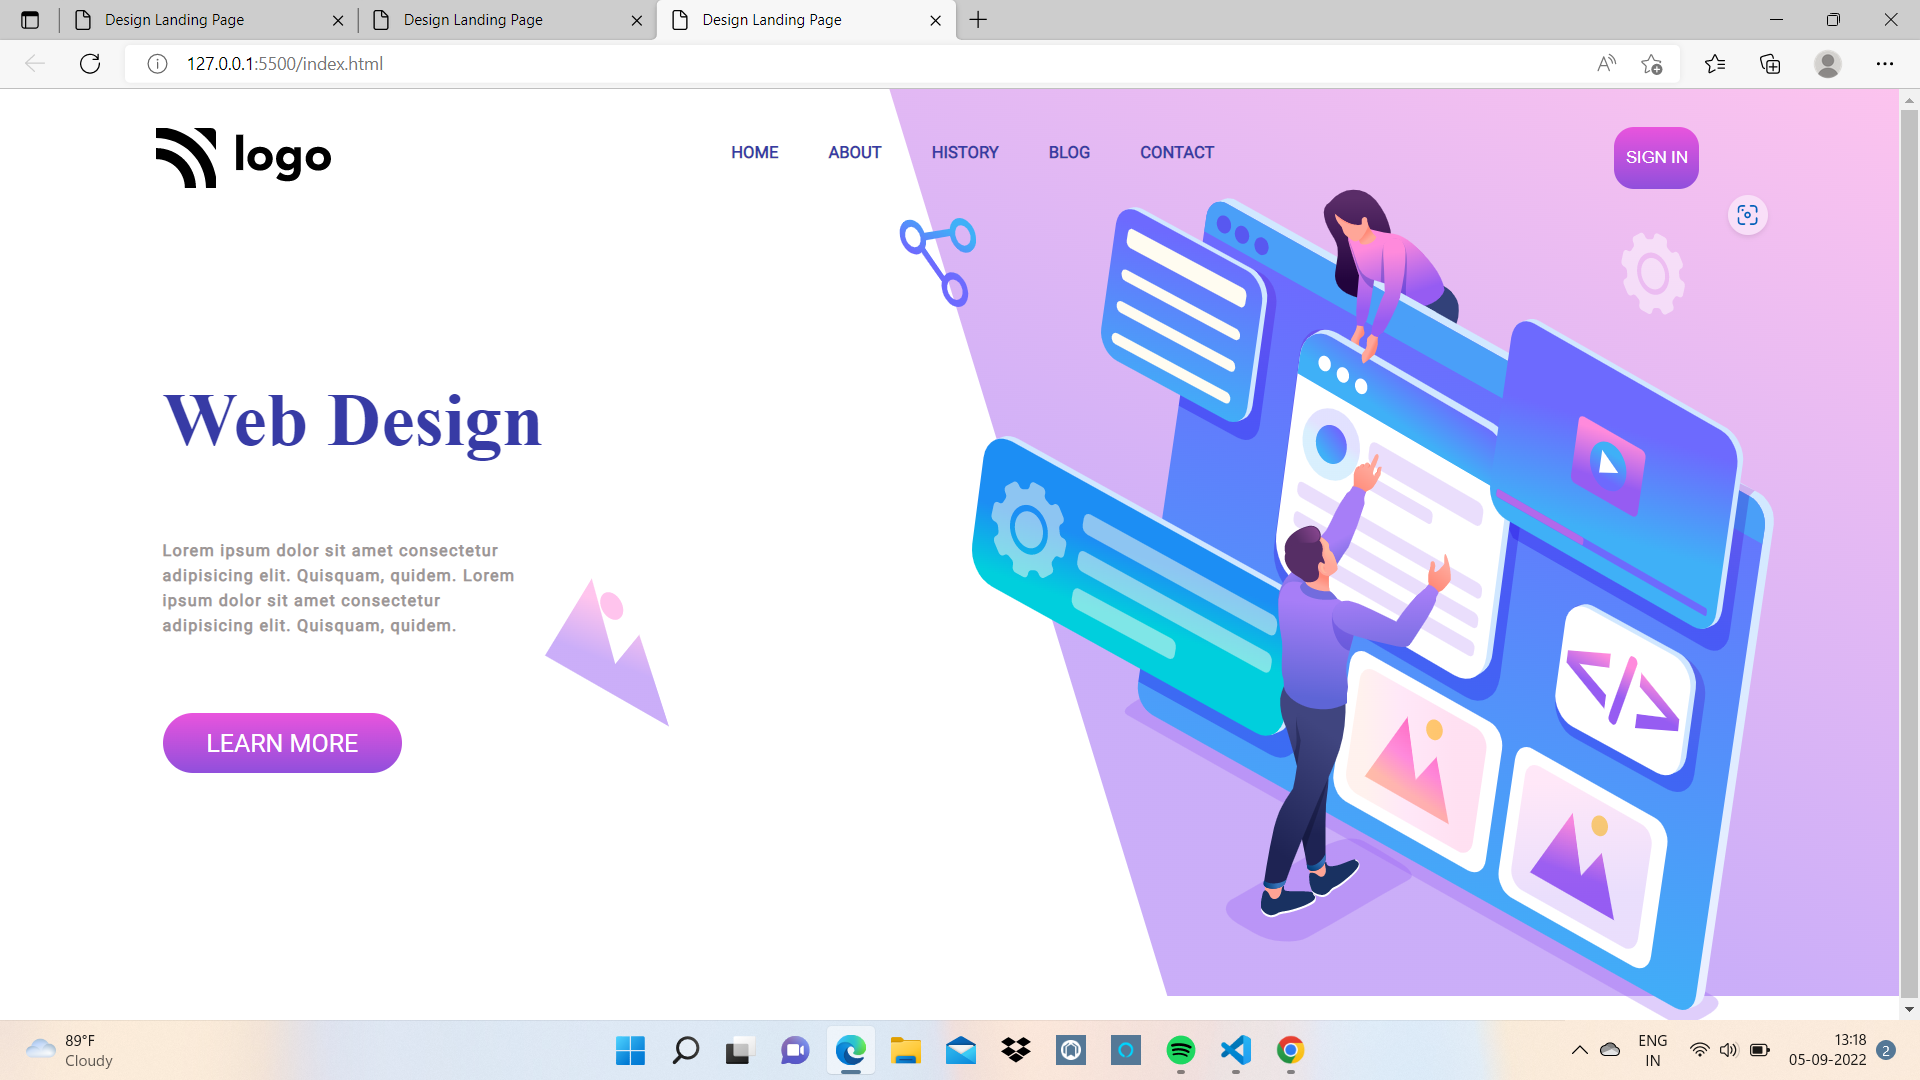 Design Landing Page
Design Landing Page
Design Landing Page
127.0.0.1:5500/index.html
logo
HOME ABOUT HISTORY BLOG CONTACT
SIGN IN
Web Design
Lorem ipsum dolor sit amet consectetur
adipisicing elit. Quisquam, quidem. Lorem
ipsum dolor sit amet consectetur
adipisicing elit. Quisquam, quidem.
LEARN MORE
</>
89°F
Cloudy
ENG
IN
13:18
05-09-2022
2